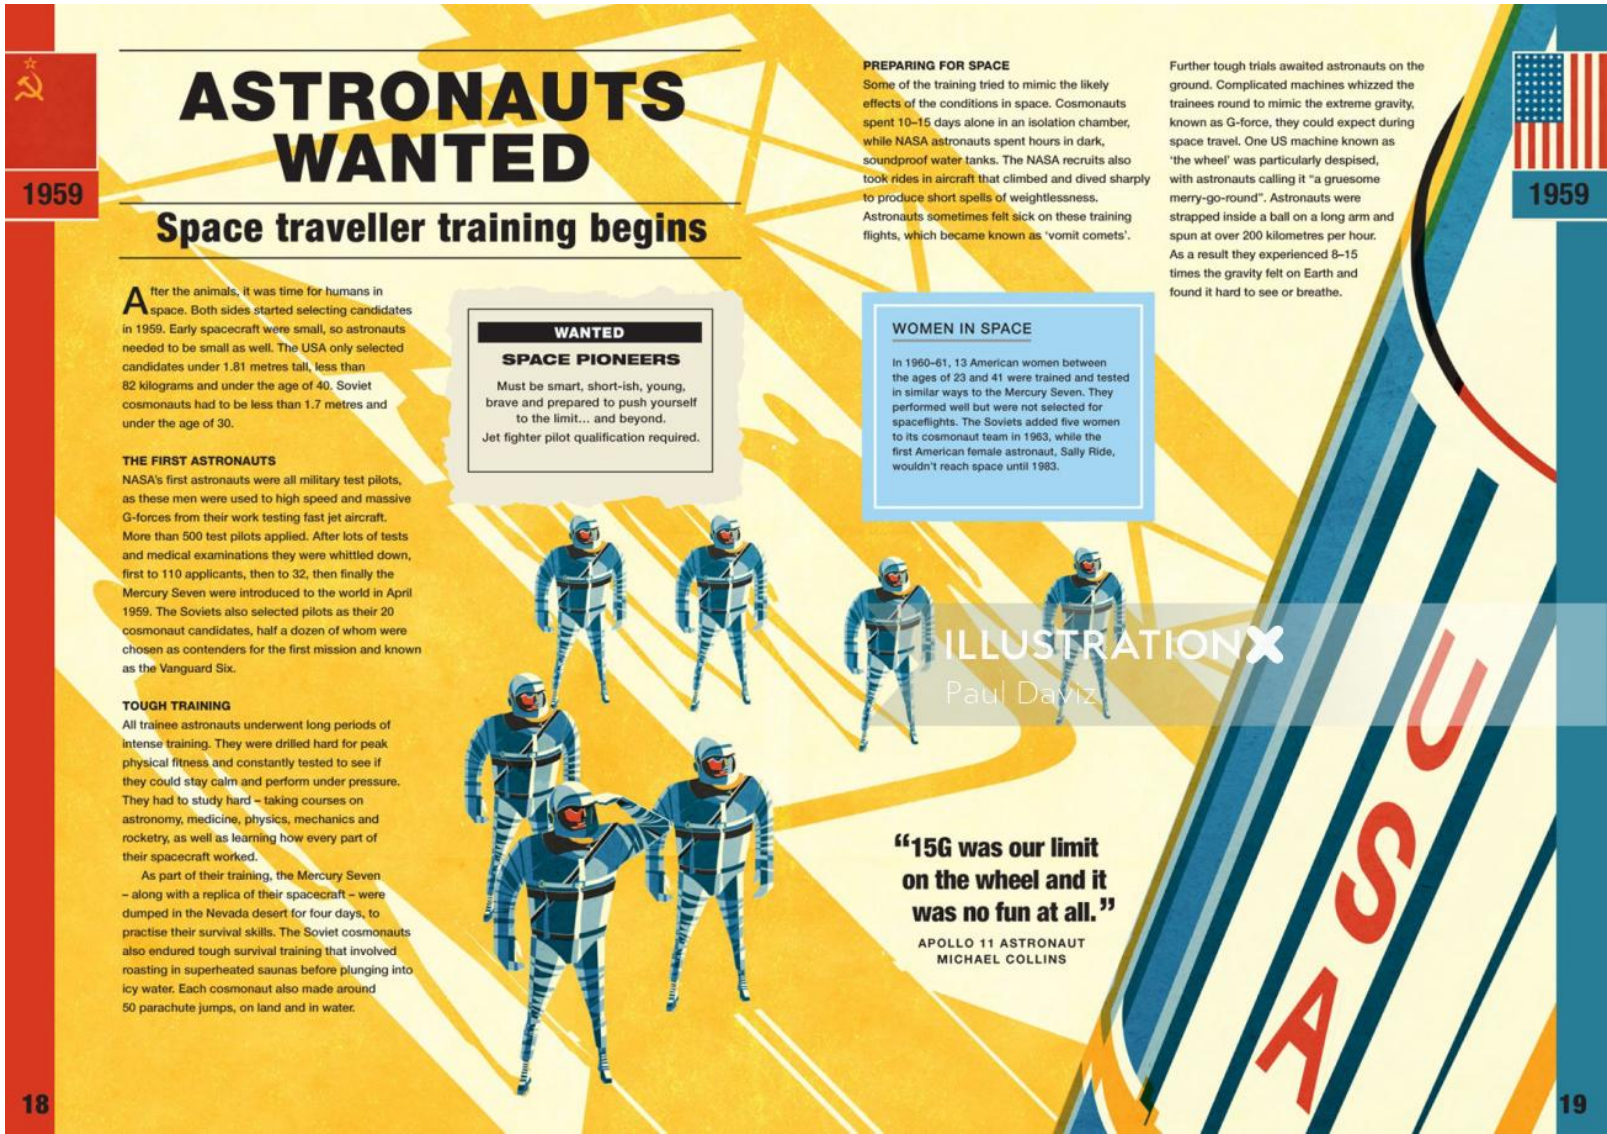 1959
ASTRONAUTS
WANTED
Space traveller training begins
After the animals, it was time for humans in
space. Both sides started selecting candidates
in 1959. Early spacecraft were small, so astronauts
needed to be small as well. The USA only selected
candidates under 1.81 metres tall, less than
82 kilograms and under the age of 40. Soviet
cosmonauts had to be less than 1.7 metres and
under the age of 30.
THE FIRST ASTRONAUTS
NASA's first astronauts were all military test pilots,
as these men were used to high speed and massive
G-forces from their work testing fast jet aircraft.
More than 500 test pilots applied. After lots of tests
and medical examinations they were whittled down,
first to 110 applicants, then to 32, then finally the
Mercury Seven were introduced to the world in April
1959. The Soviets also selected pilots as their 20
cosmonaut candidates, half a dozen of whom were
chosen as contenders for the first mission and known
as the Vanguard Six.
TOUGH TRAINING
All trainee astronauts underwent long periods of
intense training. They were drilled hard for peak
physical fitness and constantly tested to see if
they could stay calm and perform under pressure.
They had to study hard – taking courses on
astronomy, medicine, physics, mechanics and
rocketry, as well as learning how every part of
their spacecraft worked.
As part of their training, the Mercury Seven
– along with a replica of their spacecraft – were
dumped in the Nevada desert for four days, to
practise their survival skills. The Soviet cosmonauts
also endured tough survival training that involved
roasting in superheated saunas before plunging into
icy water. Each cosmonaut also made around
50 parachute jumps, on land and in water.
WANTED
SPACE PIONEERS
Must be smart, short-ish, young,
brave and prepared to push yourself
to the limit... and beyond.
Jet fighter pilot qualification required.
18
PREPARING FOR SPACE
Some of the training tried to mimic the likely
effects of the conditions in space. Cosmonauts
spent 10–15 days alone in an isolation chamber,
while NASA astronauts spent hours in dark,
soundproof water tanks. The NASA recruits also
took rides in aircraft that climbed and dived sharply
to produce short spells of weightlessness.
Astronauts sometimes felt sick on these training
flights, which became known as 'vomit comets'.
Further tough trials awaited astronauts on the
ground. Complicated machines whizzed the
trainees round to mimic the extreme gravity,
known as G-force, they could expect during
space travel. One US machine known as
'the wheel' was particularly despised,
with astronauts calling it "a gruesome
merry-go-round". Astronauts were
strapped inside a ball on a long arm and
spun at over 200 kilometres per hour.
As a result they experienced 8–15
times the gravity felt on Earth and
found it hard to see or breathe.
1959
WOMEN IN SPACE
In 1960–61, 13 American women between
the ages of 23 and 41 were trained and tested
in similar ways to the Mercury Seven. They
performed well but were not selected for
spaceflights. The Soviets added five women
to its cosmonaut team in 1963, while the
first American female astronaut, Sally Ride,
wouldn't reach space until 1983.
ILLUSTRATIONX
Paul Daviz
"15G was our limit
on the wheel and it
was no fun at all."
APOLLO 11 ASTRONAUT
MICHAEL COLLINS
USA
19